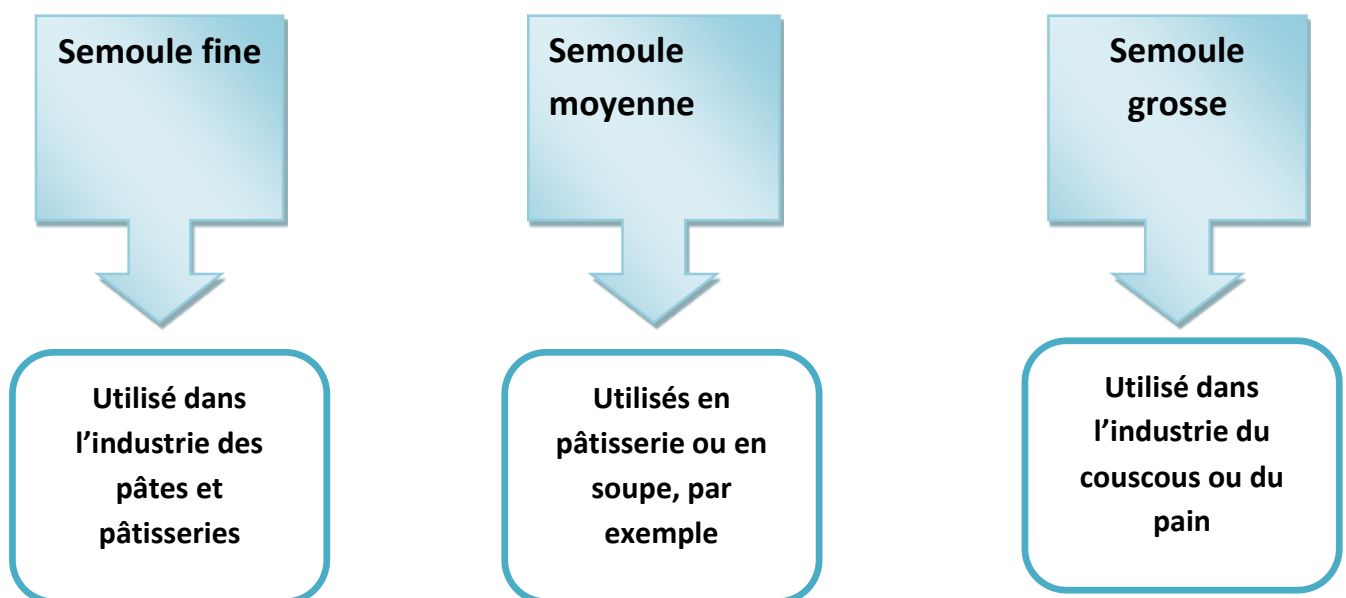 Semoule fine
Semoule
moyenne
Semoule
grosse
Utilisé dans
l’industrie des
pâtes et
pâtisseries
Utilisés en
pâtisserie ou en
soupe, par
exemple
Utilisé dans
l’industrie du
couscous ou du
pain